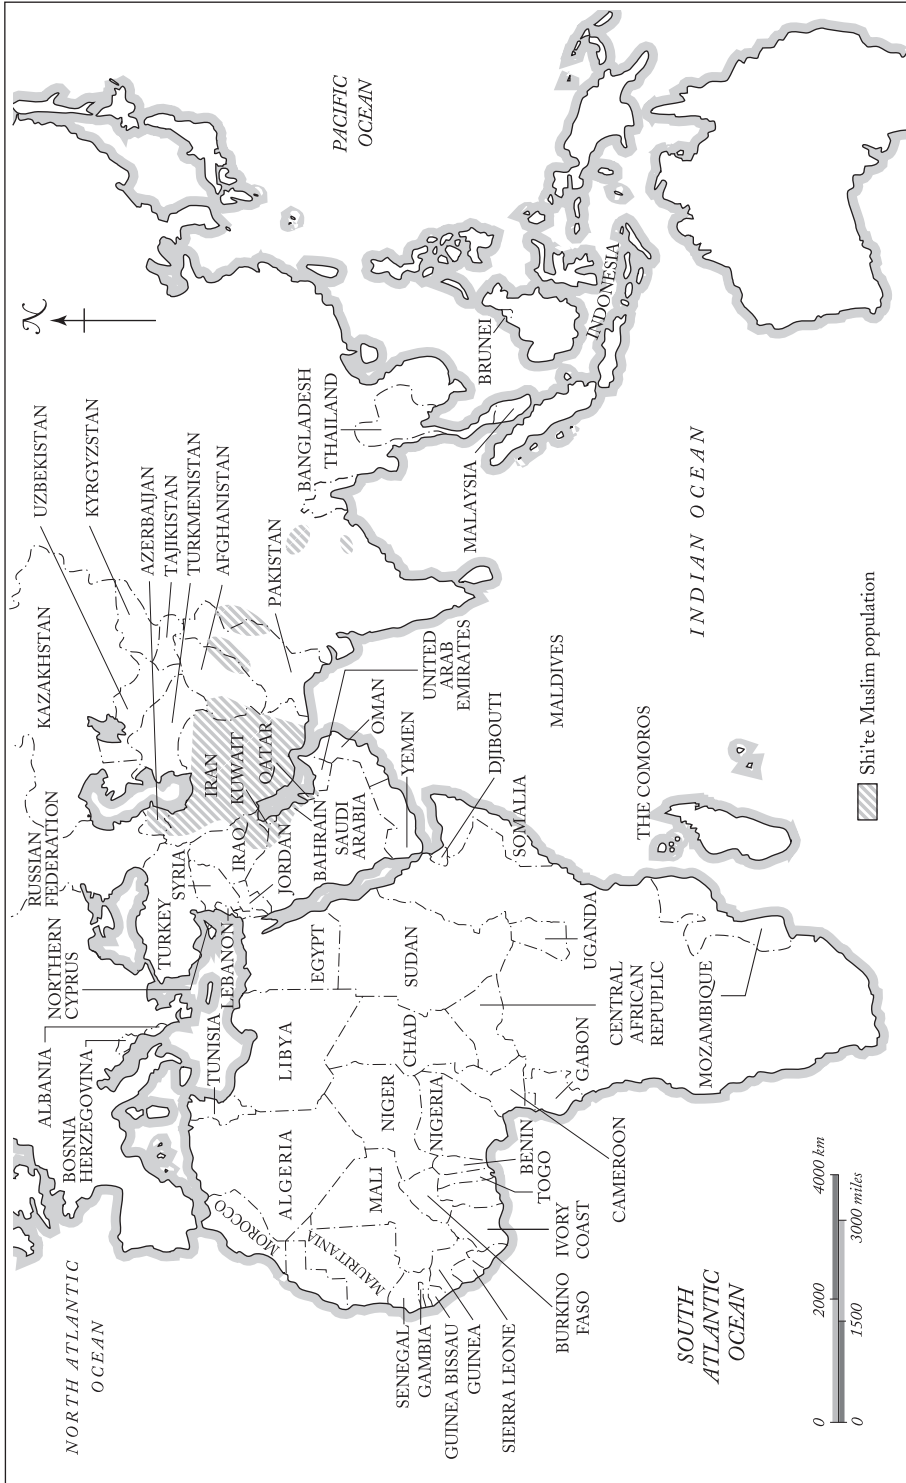 NORTH ATLANTIC
OCEAN
ALBANIA
BOSNIA
HERZEGOVINA
NORTHERN
CYPRUS
RUSSIAN
FEDERATION
KAZAKHSTAN
UZBEKISTAN
KYRGYZSTAN
AZERBAIJAN
TAJIKISTAN
TURKMENISTAN
AFGHANISTAN
PAKISTAN
BANGLADESH
THAILAND
N
PACIFIC
OCEAN
TURKEY
SYRIA
LEBANON
IRAQ
IRAN
KUWAIT
QATAR
JORDAN
BAHRAIN
SAUDI
ARABIA
OMAN
YEMEN
UNITED
ARAB
EMIRATES
MOROCCO
ALGERIA
TUNISIA
LIBYA
EGYPT
MAURITANIA
MALI
NIGER
CHAD
SUDAN
NIGERIA
DJIBOUTI
SOMALIA
MALDIVES
MALAYSIA
BRUNEI
INDONESIA
SENEGAL
GAMBIA
GUINEA BISSAU
GUINEA
SIERRA LEONE
BURKINO
FASO
IVORY
COAST
TOGO
BENIN
CAMEROON
GABON
CENTRAL
AFRICAN
REPUPLIC
UGANDA
MOZAMBIQUE
THE COMOROS
INDIAN OCEAN
SOUTH
ATLANTIC
OCEAN
0 2000 4000 km
0 1500 3000 miles
Shi'te Muslim population